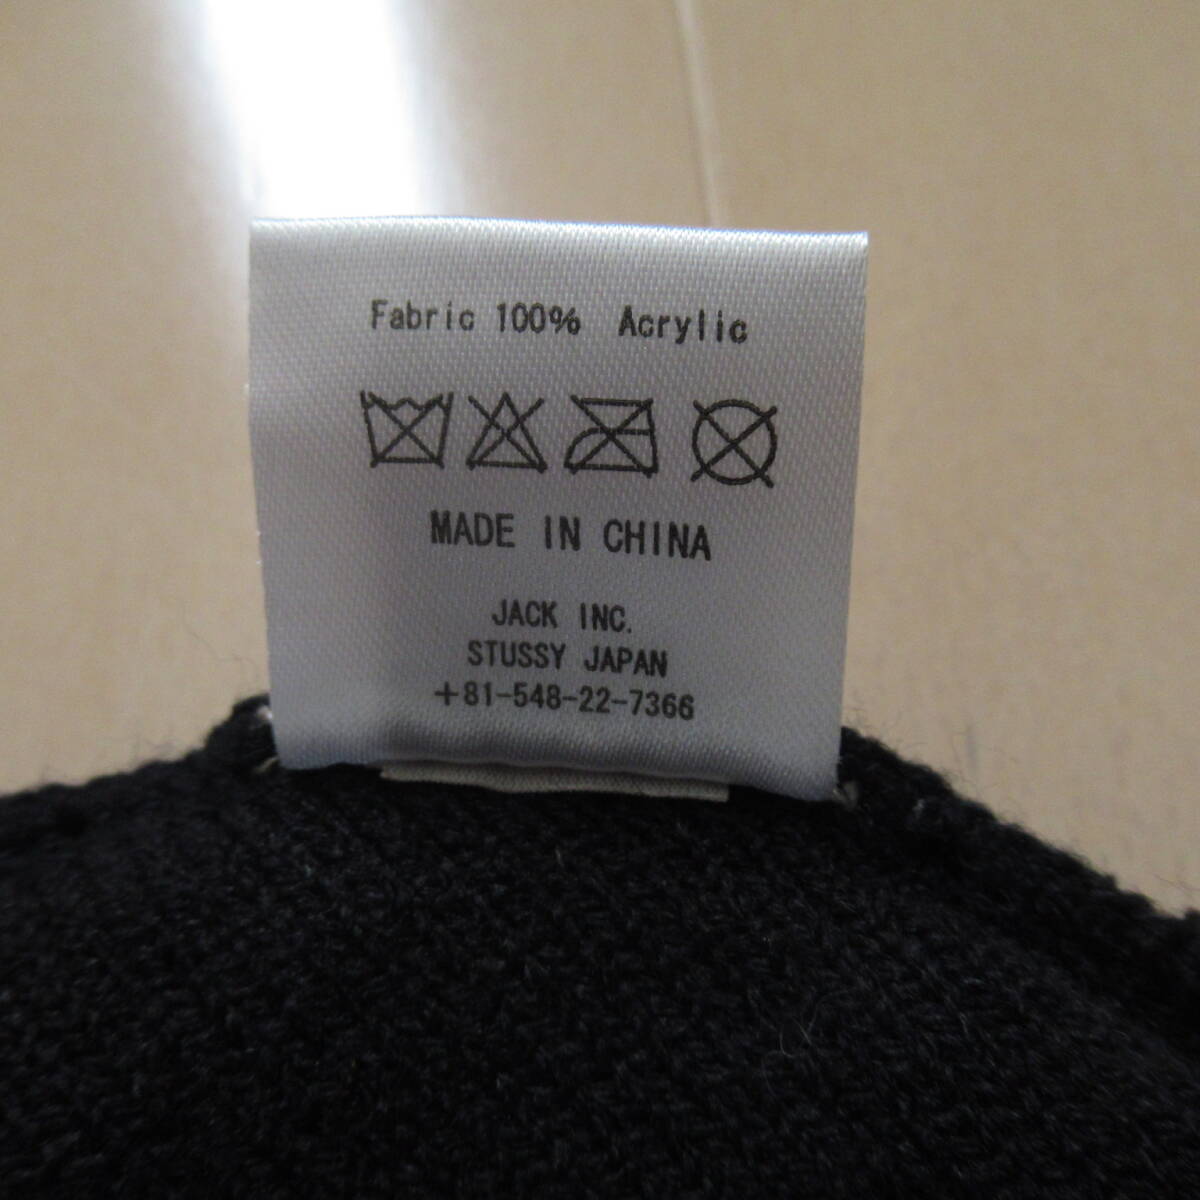 Fabric 100% Acrylic
MADE IN CHINA
JACK INC.
STUSSY JAPAN
+81-548-22-7366